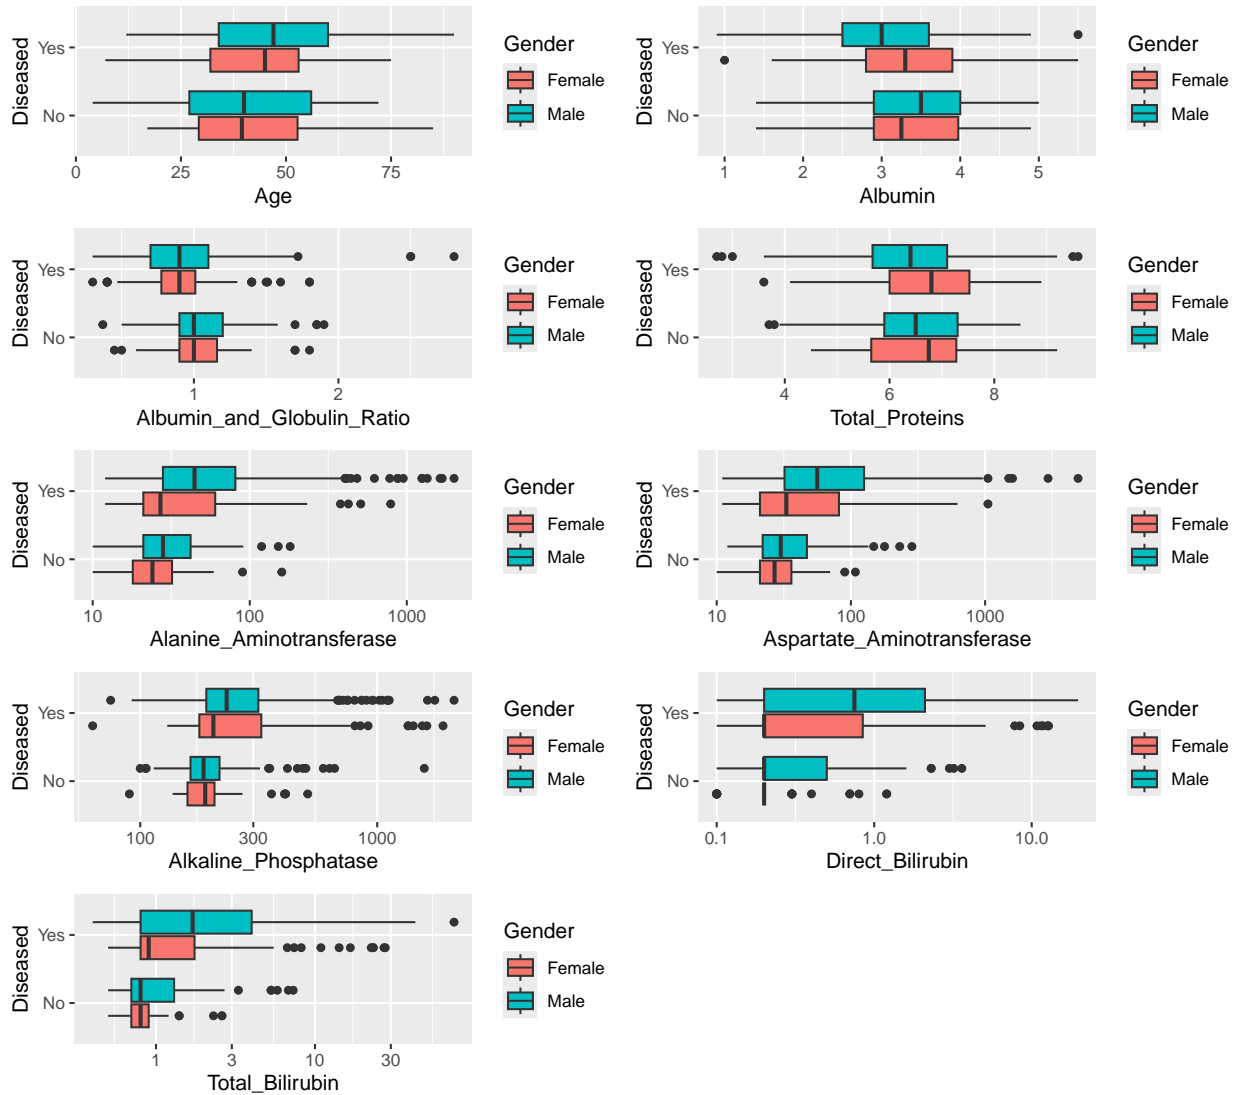 Diseased
Yes
No
0 25 50 75
Age
Gender
Female
Male
Diseased
Yes
No
1 2 3 4 5
Albumin
Gender
Female
Male
Diseased
Yes
No
1 2
Albumin_and_Globulin_Ratio
Gender
Female
Male
Diseased
Yes
No
4 6 8
Total_Proteins
Gender
Female
Male
Diseased
Yes
No
10 100 1000
Alanine_Aminotransferase
Gender
Female
Male
Diseased
Yes
No
10 100 1000
Aspartate_Aminotransferase
Gender
Female
Male
Diseased
Yes
No
100 300 1000
Alkaline_Phosphatase
Gender
Female
Male
Diseased
Yes
No
0.1 1.0 10.0
Direct_Bilirubin
Gender
Female
Male
Diseased
Yes
No
1 3 10 30
Total_Bilirubin
Gender
Female
Male